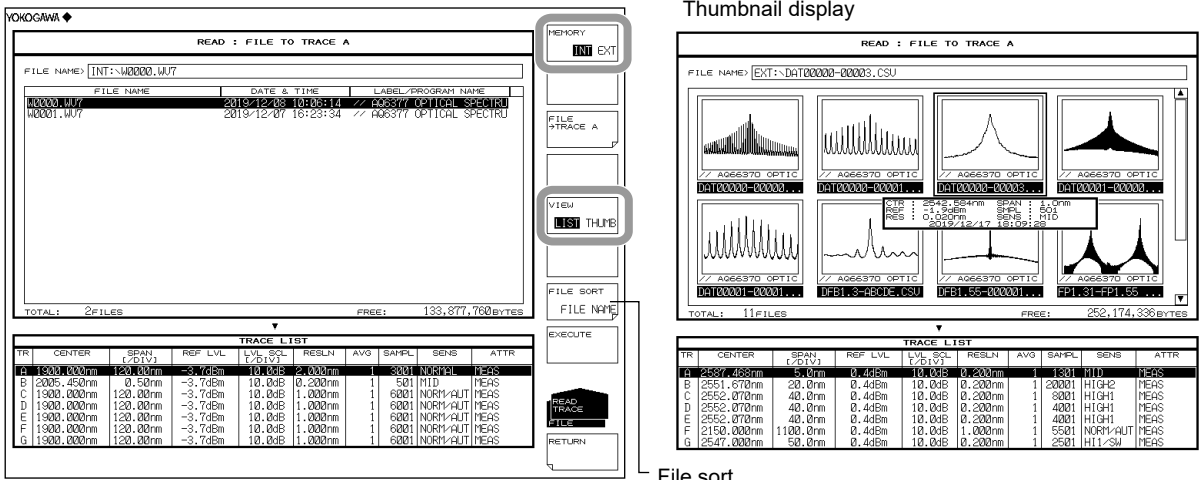 YOKOGAWA
READ : FILE TO TRACE A
FILE NAME> INT:\W0000.WV7
FILE NAME DATE & TIME LABEL/PROGRAM NAME
W0000.WV7 2019/12/08 10:06:14 // AQ6377 OPTICAL SPECTRU
W0001.WV7 2019/12/07 16:23:34 // AQ6377 OPTICAL SPECTRU
TOTAL: 2FILES FREE: 133,877,760BYTES
TRACE LIST
TR CENTER SPAN [/DIV] REF LVL LVL SCL [/DIV] RESLN AVG SAMPL SENS ATTR
A 1900.000nm 120.00nm -3.7dBm 10.0dB 2.000nm 1 3001 NORMAL MEAS
B 2005.450nm 0.50nm -3.7dBm 10.0dB 0.200nm 1 501 MID MEAS
C 1900.000nm 120.00nm -3.7dBm 10.0dB 1.000nm 1 6001 NORM/AUT MEAS
D 1900.000nm 120.00nm -3.7dBm 10.0dB 1.000nm 1 6001 NORM/AUT MEAS
E 1900.000nm 120.00nm -3.7dBm 10.0dB 1.000nm 1 6001 NORM/AUT MEAS
F 1900.000nm 120.00nm -3.7dBm 10.0dB 1.000nm 1 6001 NORM/AUT MEAS
G 1900.000nm 120.00nm -3.7dBm 10.0dB 1.000nm 1 6001 NORM/AUT MEAS
MEMORY
INT EXT
FILE
→TRACE A
VIEW
LIST THUMB
FILE SORT
FILE NAME
EXECUTE
READ
TRACE
FILE
RETURN
File sort
Thumbnail display
READ : FILE TO TRACE A
FILE NAME> EXT:\DAT00000-00003.CSV
// AQ66370 OPTIC // AQ66370 OPTIC // AQ66370 OPTIC // AQ66370 OPTIC
DAT00000-00000... DAT00000-00001... DAT00000-00003... DAT00001-00000...
CTR : 2542.584nm SPAN : 1.0nm
REF : -1.9dBm SMPL : 501
RES : 0.020nm SENS : MID
2019/12/17 18:09:28
// AQ66370 OPTIC // AQ66370 OPTIC // AQ66370 OPTIC // AQ66370 OPTIC
DAT00001-00001... DFB1.3-ABCDE.CSV DFB1.55-000001... FP1.31-FP1.55 ...
TOTAL: 11FILES FREE: 252,174,336BYTES
TRACE LIST
TR CENTER SPAN [/DIV] REF LVL LVL SCL [/DIV] RESLN AVG SAMPL SENS ATTR
A 2587.468nm 5.0nm 0.4dBm 10.0dB 0.200nm 1 1301 MID MEAS
B 2551.670nm 20.0nm 0.4dBm 10.0dB 0.200nm 1 20001 HIGH2 MEAS
C 2552.070nm 40.0nm 0.4dBm 10.0dB 0.200nm 1 8001 HIGH1 MEAS
D 2552.070nm 40.0nm 0.4dBm 10.0dB 0.200nm 1 4001 HIGH1 MEAS
E 2552.070nm 40.0nm 0.4dBm 10.0dB 0.200nm 1 4001 HIGH1 MEAS
F 2150.000nm 1100.0nm 0.4dBm 10.0dB 1.000nm 1 5501 NORM/AUT MEAS
G 2547.000nm 50.0nm 0.4dBm 10.0dB 0.200nm 1 2501 HI1/SW MEAS